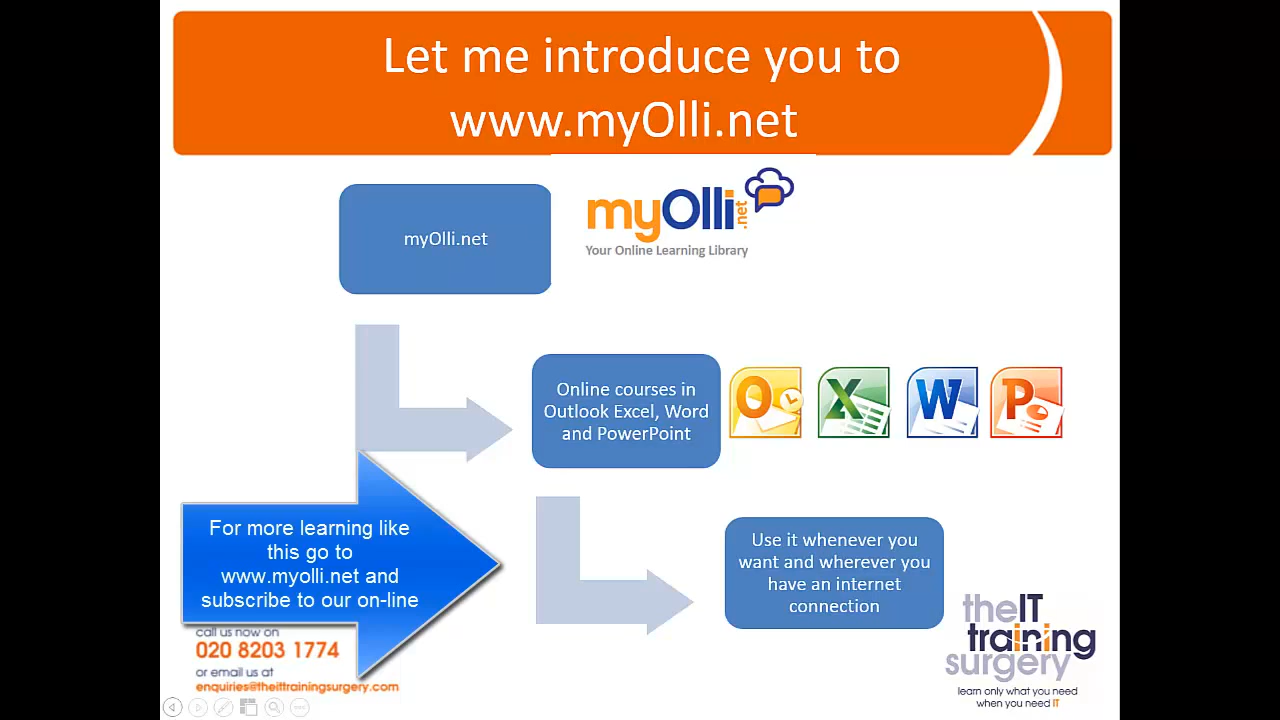 Let me introduce you to
www.myOlli.net
myOlli.net
myOlli.net
Your Online Learning Library
Online courses in
Outlook Excel, Word
and PowerPoint
O
X
W
P
For more learning like
this go to
www.myolli.net and
subscribe to our on-line
Use it whenever you
want and wherever you
have an internet
connection
call us now on
020 8203 1774
or email us at
enquiries@theittrainingsurgery.com
the IT
training
surgery
learn only what you need
when you need IT